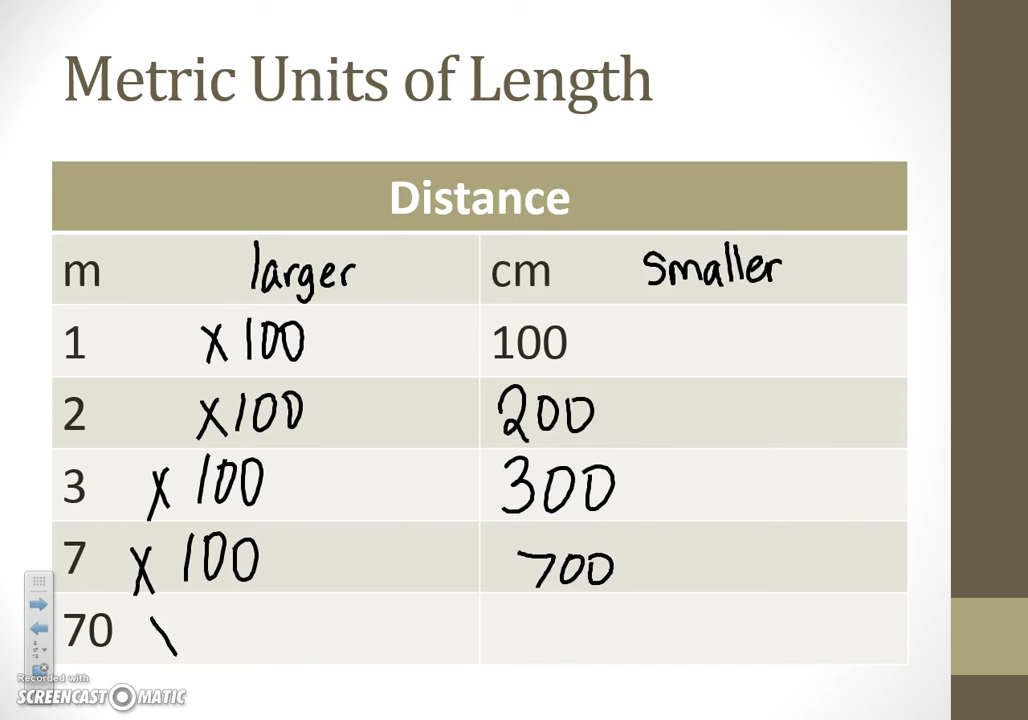 Metric Units of Length
Distance
m larger cm smaller
1 x 100 100
2 x 100 200
3 x 100 300
7 x 100 700
70 \
Recorded with
SCREENCAST MATIC